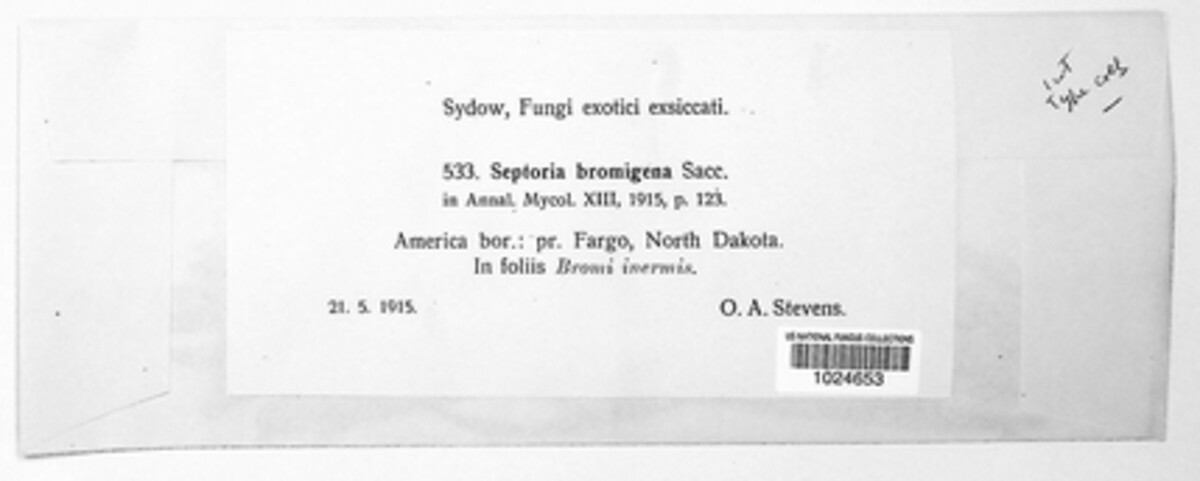 Type coll
Sydow, Fungi exotici exsiccati.
533. Septoria bromigena Sacc.
in Annal. Mycol. XIII, 1915, p. 123.
America bor.: pr. Fargo, North Dakota.
In foliis Bromi inermis.
21. 5. 1915.
O. A. Stevens.
US NATIONAL FUNGUS COLLECTIONS
1024653